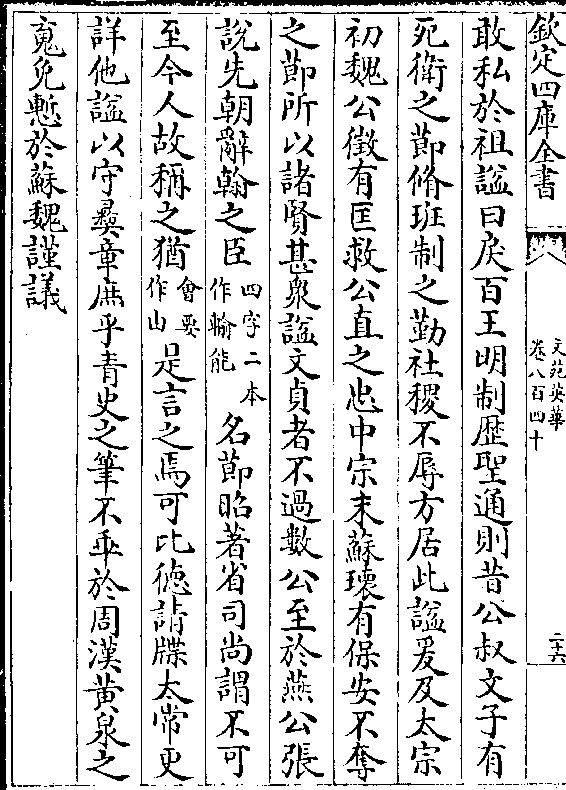 欽定四庫全書
文苑英華
卷八百四十
二十六
敢私於祖謚曰戾百王明制歴聖通則昔公叔文子有
死衛之節脩班制之勤社稷不辱方居此謚爰及太宗
初魏公徵有匡救公直之忠中宗末蘇瓌有保安不奪
之節所以諸賢甚衆謚文貞者不過數公至於燕公張
說先朝辭翰之臣四字二本作輸能名節昭著省司尚謂不可
至今人故稱之猶㑹要作山是言之焉可比徳請牒太常更
詳他謚以守彞章庶乎青史之筆不乖於周漢黄泉之
寃免慙於蘇魏謹議